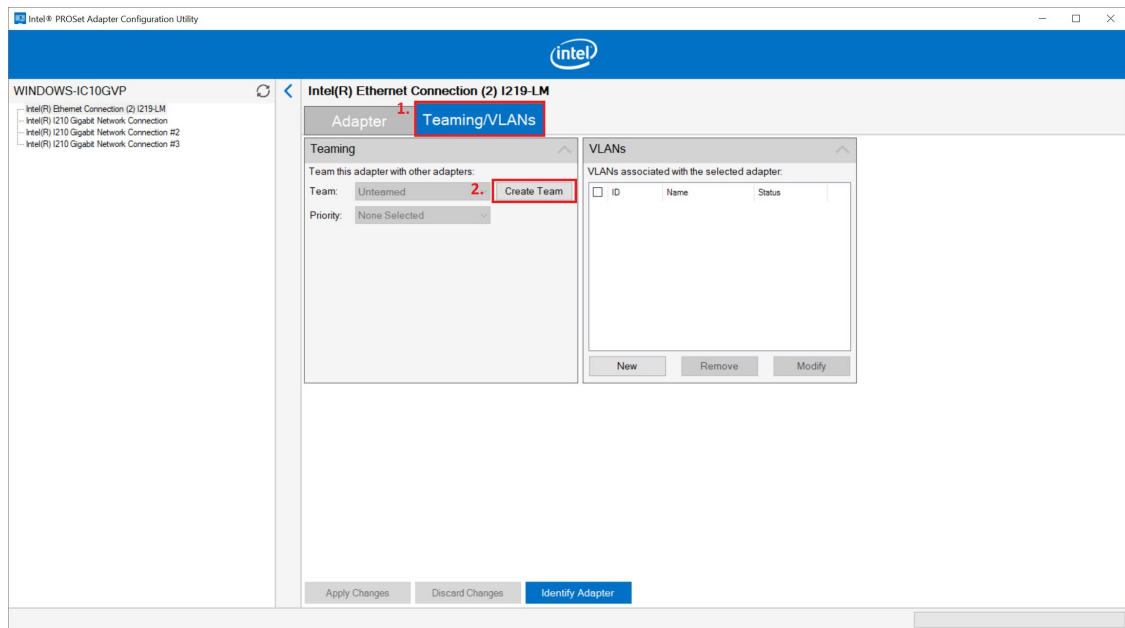 Intel® PROSet Adapter Configuration Utility
intel
WINDOWS-IC10GVP
Intel(R) Ethernet Connection (2) I219-LM
Intel(R) I210 Gigabit Network Connection
Intel(R) I210 Gigabit Network Connection #2
Intel(R) I210 Gigabit Network Connection #3
Intel(R) Ethernet Connection (2) I219-LM
Adapter 1. Teaming/VLANs
Teaming
Team this adapter with other adapters:
Team: Unteamed 2. Create Team
Priority: None Selected
VLANs
VLANs associated with the selected adapter:
ID Name Status
New Remove Modify
Apply Changes Discard Changes Identify Adapter